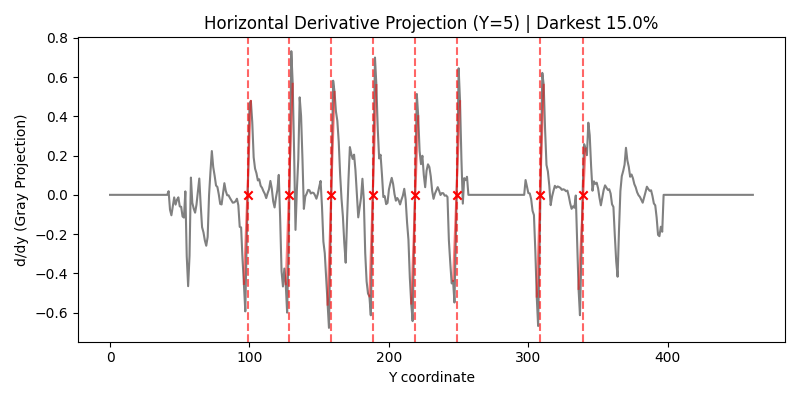 Horizontal Derivative Projection (Y=5) | Darkest 15.0%
d/dy (Gray Projection)
0.8
0.6
0.4
0.2
0.0
−0.2
−0.4
−0.6
0 100 200 300 400
Y coordinate